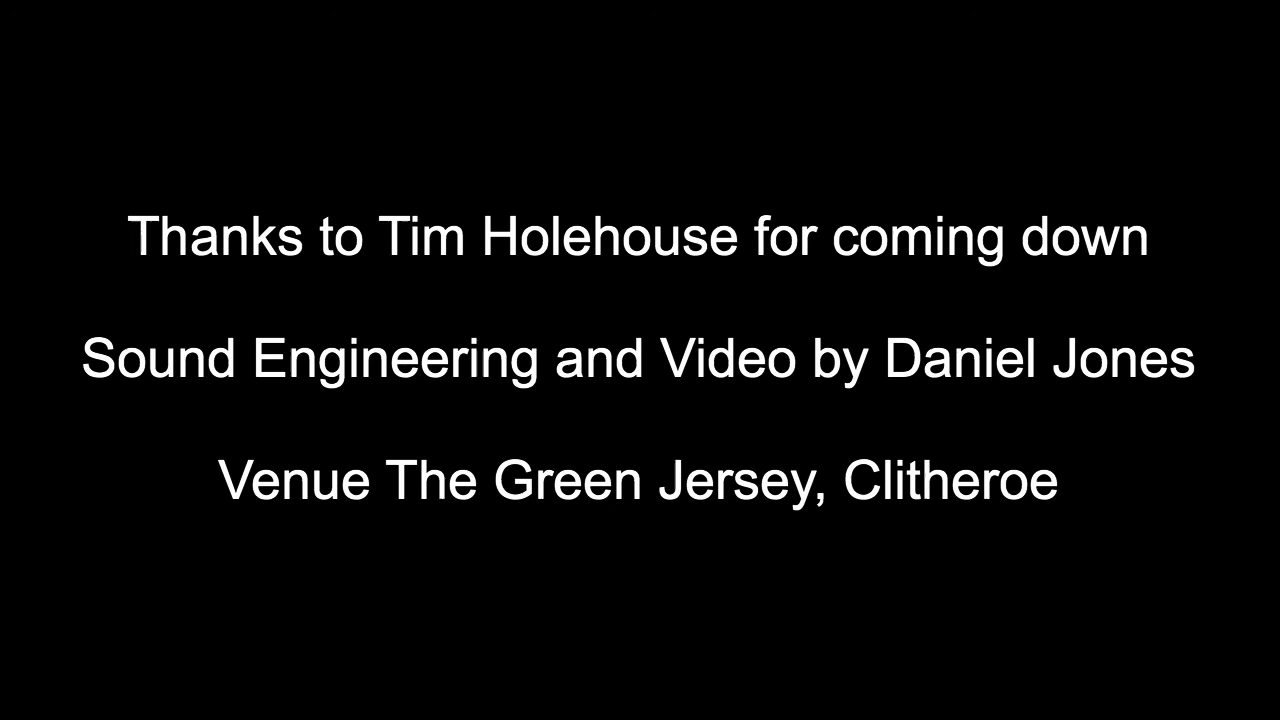 Thanks to Tim Holehouse for coming down
Sound Engineering and Video by Daniel Jones
Venue The Green Jersey, Clitheroe